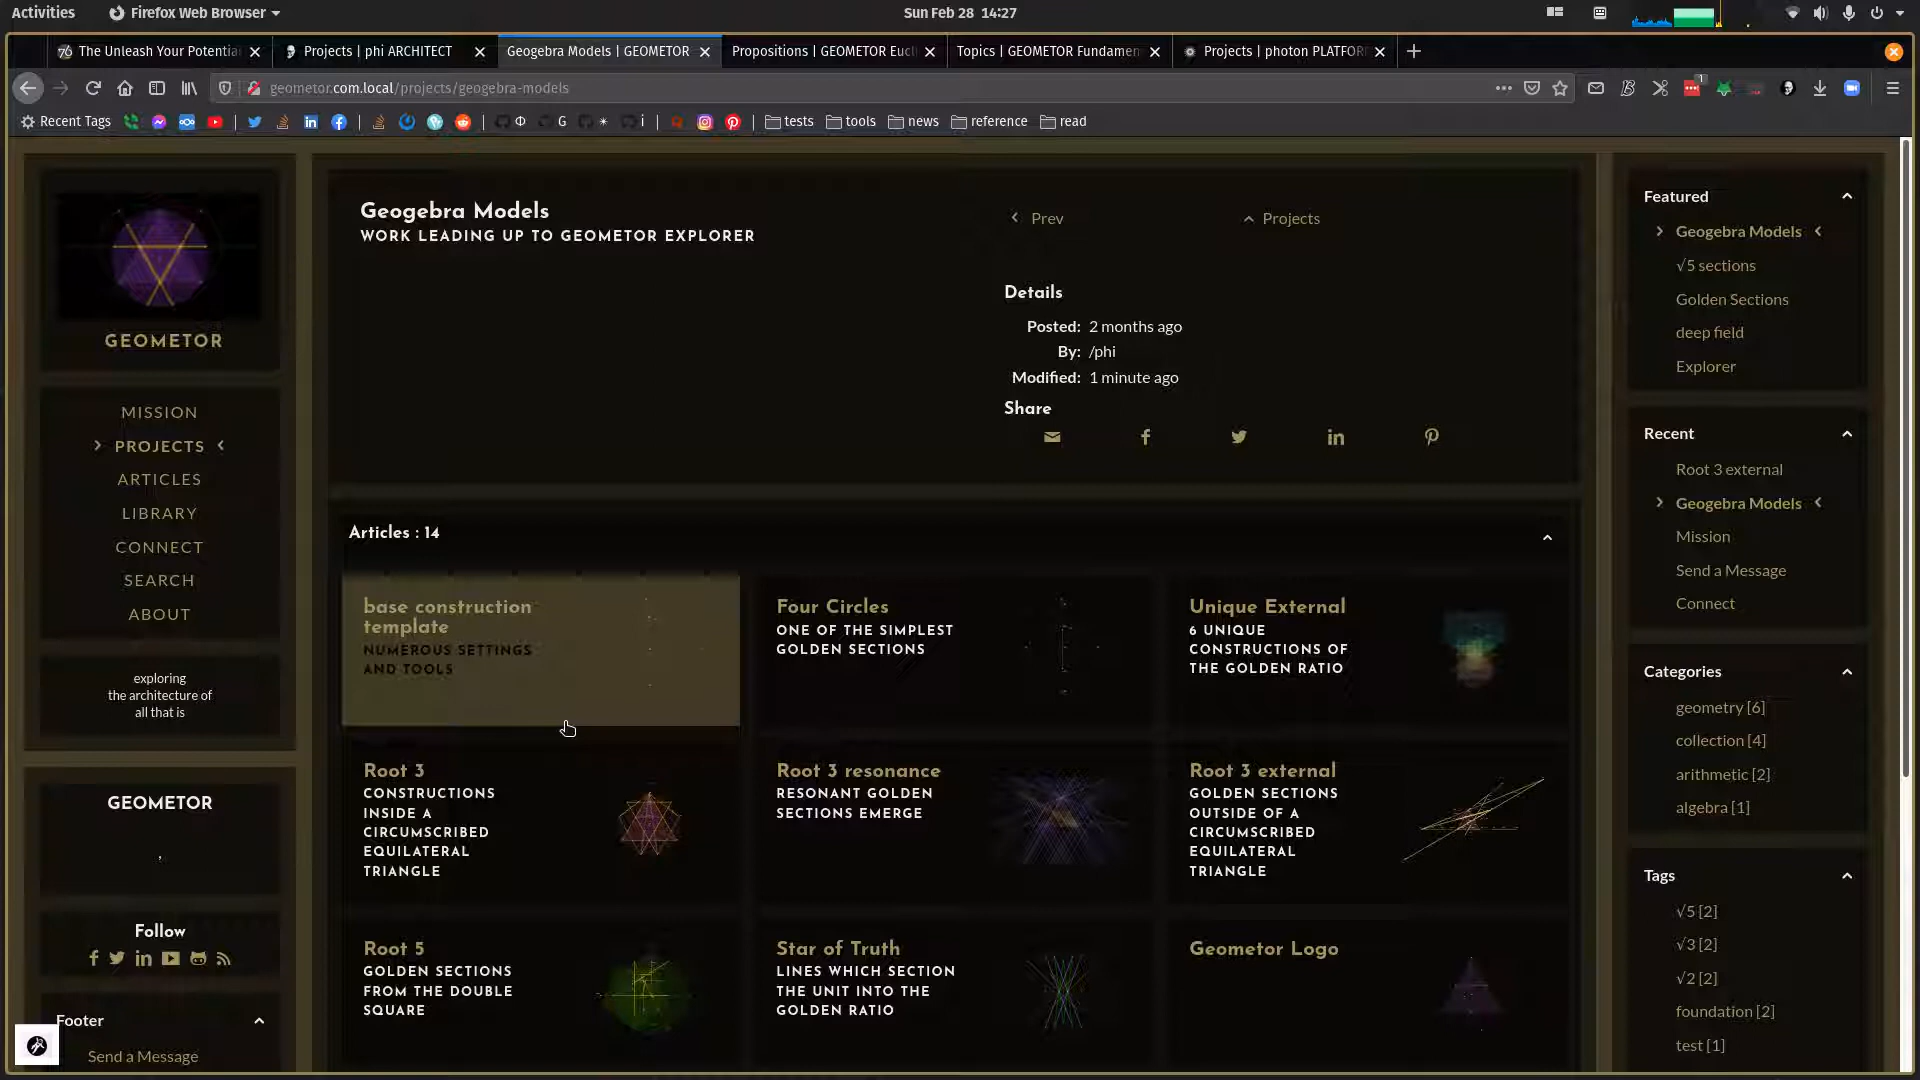 Activities
Firefox Web Browser
Sun Feb 28 14:27
The Unleash Your Potentia
Projects | phi ARCHITECT
Geogebra Models | GEOMETOR
Propositions | GEOMETOR Eucl
Topics | GEOMETOR Fundamen
Projects | photon PLATFOR
geometor.com.local/projects/geogebra-models
1
Recent Tags
Φ
G
*
i
tests
tools
news
reference
read
GEOMETOR
MISSION
PROJECTS
ARTICLES
LIBRARY
CONNECT
SEARCH
ABOUT
exploring
the architecture of
all that is
GEOMETOR
,
Follow
Footer
Send a Message
Geogebra Models
WORK LEADING UP TO GEOMETOR EXPLORER
Prev
Projects
Details
Posted: 2 months ago
By: /phi
Modified: 1 minute ago
Share
Articles : 14
base construction
template
NUMEROUS SETTINGS
AND TOOLS
Four Circles
ONE OF THE SIMPLEST
GOLDEN SECTIONS
Unique External
6 UNIQUE
CONSTRUCTIONS OF
THE GOLDEN RATIO
Root 3
CONSTRUCTIONS
INSIDE A
CIRCUMSCRIBED
EQUILATERAL
TRIANGLE
Root 3 resonance
RESONANT GOLDEN
SECTIONS EMERGE
Root 3 external
GOLDEN SECTIONS
OUTSIDE OF A
CIRCUMSCRIBED
EQUILATERAL
TRIANGLE
Root 5
GOLDEN SECTIONS
FROM THE DOUBLE
SQUARE
Star of Truth
LINES WHICH SECTION
THE UNIT INTO THE
GOLDEN RATIO
Geometor Logo
Featured
Geogebra Models
√5 sections
Golden Sections
deep field
Explorer
Recent
Root 3 external
Geogebra Models
Mission
Send a Message
Connect
Categories
geometry [6]
collection [4]
arithmetic [2]
algebra [1]
Tags
√5 [2]
√3 [2]
√2 [2]
foundation [2]
test [1]